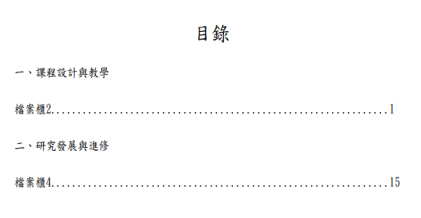 目錄
一、課程設計與教學
檔案櫃2..................................................................1
二、研究發展與進修
檔案櫃4..................................................................15